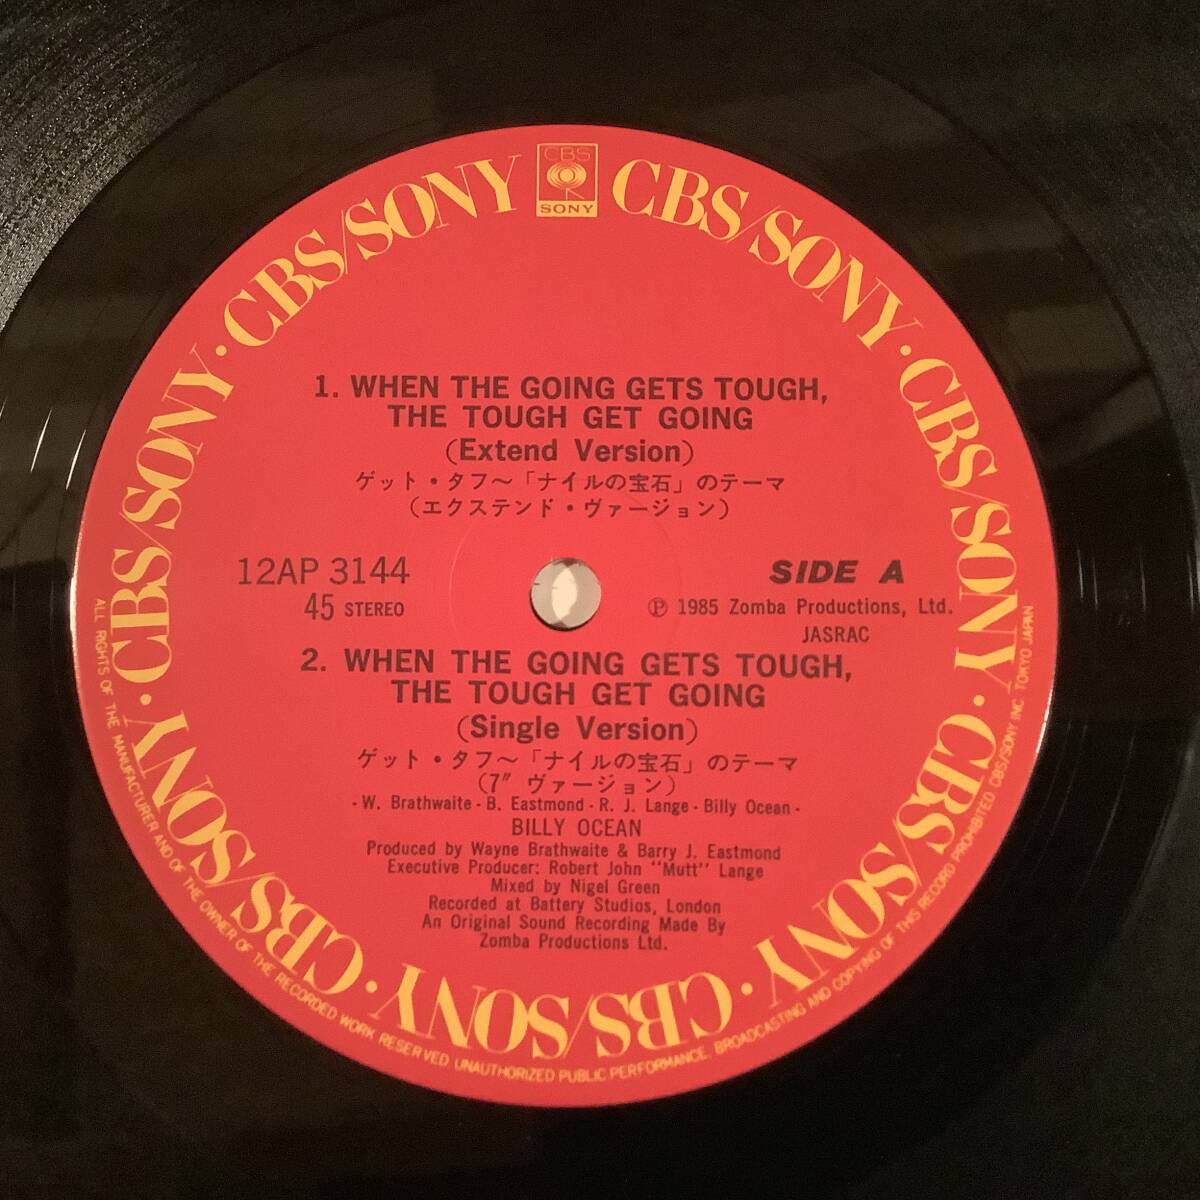 CBS/SONY · CBS/SONY · CBS/SONY · CBS/SONY · CBS/SONY · CBS/SONY · CBS/SONY · CBS/SONY · CBS/SONY · CBS/SONY
CBS
SONY
1. WHEN THE GOING GETS TOUGH,
THE TOUGH GET GOING
(Extend Version)
ゲット・タフ〜「ナイルの宝石」のテーマ
(エクステンド・ヴァージョン)
12AP 3144
45 STEREO
SIDE A
Ⓟ 1985 Zomba Productions, Ltd.
JASRAC
2. WHEN THE GOING GETS TOUGH,
THE TOUGH GET GOING
(Single Version)
ゲット・タフ〜「ナイルの宝石」のテーマ
(7″ ヴァージョン)
- W. Brathwaite - B. Eastmond - R. J. Lange - Billy Ocean -
BILLY OCEAN
Produced by Wayne Brathwaite & Barry J. Eastmond
Executive Producer: Robert John "Mutt" Lange
Mixed by Nigel Green
Recorded at Battery Studios, London
An Original Sound Recording Made By
Zomba Productions Ltd.
ALL RIGHTS OF THE MANUFACTURER AND OF THE OWNER OF THE RECORDED WORK RESERVED. UNAUTHORIZED PUBLIC PERFORMANCE, BROADCASTING AND COPYING OF THIS RECORD PROHIBITED CBS/SONY INC. TOKYO JAPAN